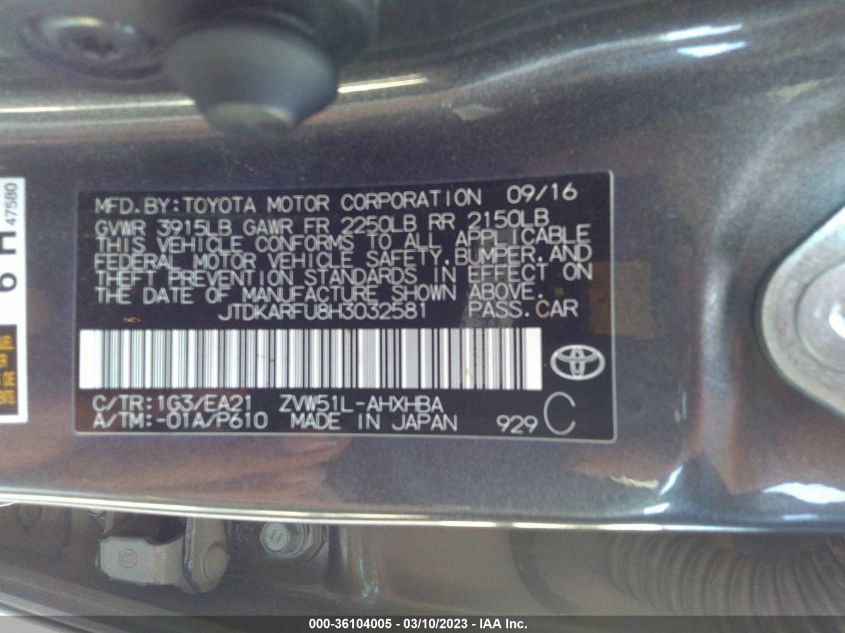 MFD. BY: TOYOTA MOTOR CORPORATION 09/16
GVWR 3915LB GAWR FR 2250LB RR 2150LB
THIS VEHICLE CONFORMS TO ALL APPLICABLE
FEDERAL MOTOR VEHICLE SAFETY, BUMPER, AND
THEFT PREVENTION STANDARDS IN EFFECT ON
THE DATE OF MANUFACTURE SHOWN ABOVE.
JTDKARFU8H3032581 PASS. CAR
C/TR: 1G3/EA21 ZVW51L-AHXHBA
A/TM: -01A/P610 MADE IN JAPAN 929 C
47580
000-36104005 - 03/10/2023 - IAA Inc.